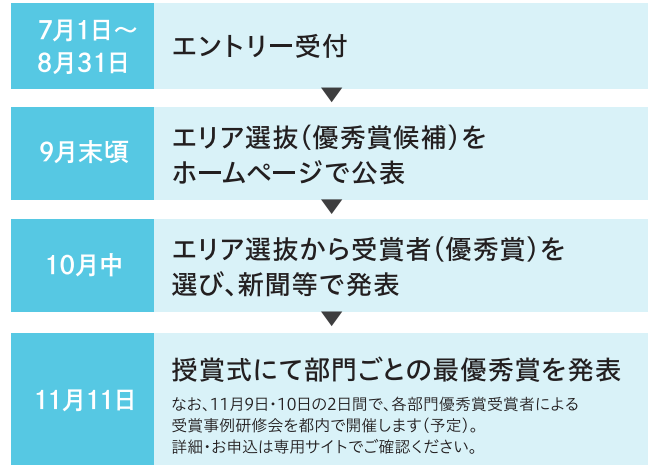 7月1日〜
8月31日
エントリー受付
9月末頃
エリア選抜（優秀賞候補）を
ホームページで公表
10月中
エリア選抜から受賞者（優秀賞）を
選び、新聞等で発表
11月11日
授賞式にて部門ごとの最優秀賞を発表
なお、11月9日・10日の2日間で、各部門優秀賞受賞者による
受賞事例研修会を都内で開催します（予定）。
詳細・お申込は専用サイトでご確認ください。